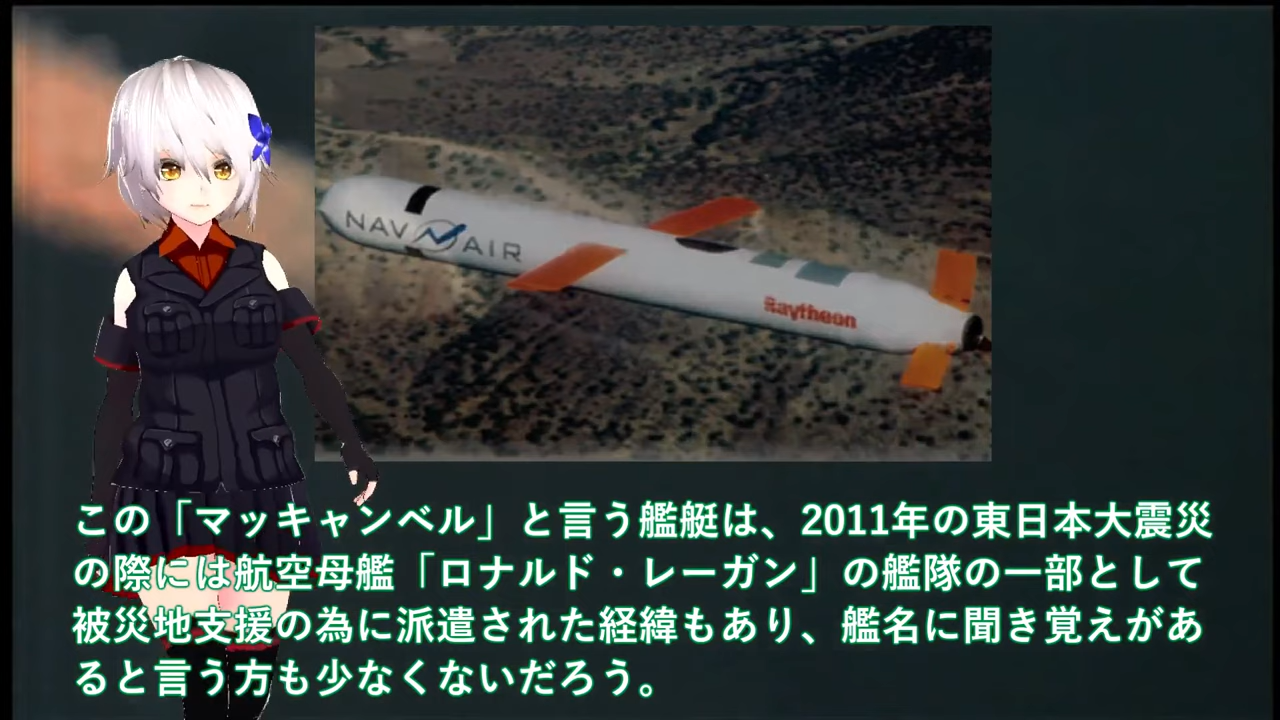 NAVAIR
Raytheon
この「マッキャンベル」と言う艦艇は、2011年の東日本大震災
の際には航空母艦「ロナルド・レーガン」の艦隊の一部として
被災地支援の為に派遣された経緯もあり、艦名に聞き覚えがあ
ると言う方も少なくないだろう。